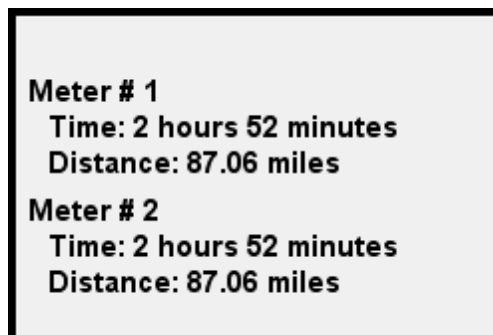 Meter # 1
Time: 2 hours 52 minutes
Distance: 87.06 miles
Meter # 2
Time: 2 hours 52 minutes
Distance: 87.06 miles